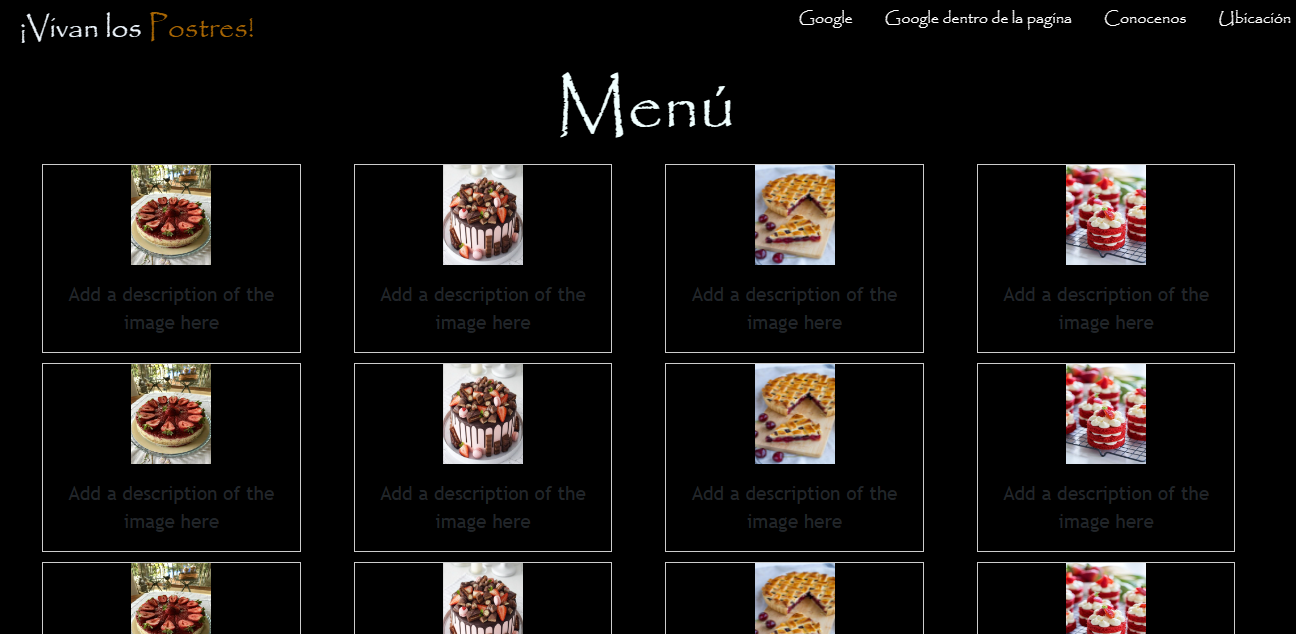 ¡Vivan los Postres!
Google
Google dentro de la pagina
Conocenos
Ubicación
Menú
Add a description of the
image here
Add a description of the
image here
Add a description of the
image here
Add a description of the
image here
Add a description of the
image here
Add a description of the
image here
Add a description of the
image here
Add a description of the
image here